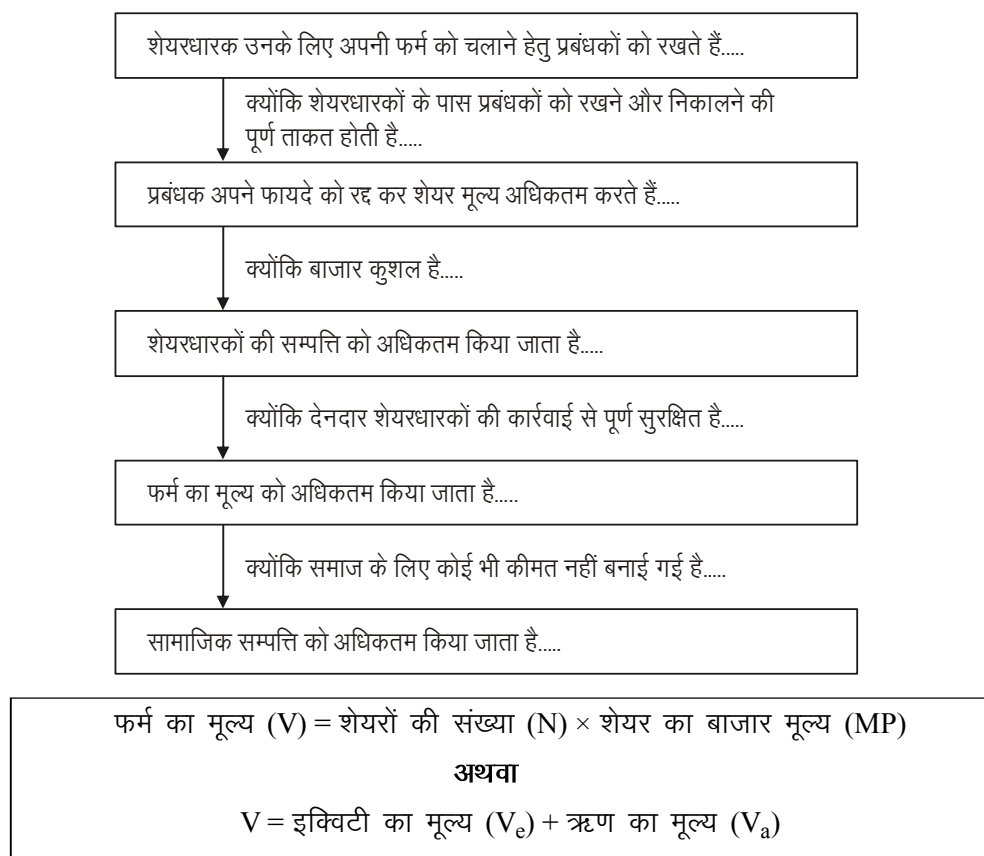 शेयरधारक उनके लिए अपनी फर्म को चलाने हेतु प्रबंधकों को रखते हैं.....
क्योंकि शेयरधारकों के पास प्रबंधकों को रखने और निकालने की
पूर्ण ताकत होती है.....
प्रबंधक अपने फायदे को रद्द कर शेयर मूल्य अधिकतम करते हैं.....
क्योंकि बाजार कुशल है.....
शेयरधारकों की सम्पत्ति को अधिकतम किया जाता है.....
क्योंकि देनदार शेयरधारकों की कार्रवाई से पूर्ण सुरक्षित है.....
फर्म का मूल्य को अधिकतम किया जाता है.....
क्योंकि समाज के लिए कोई भी कीमत नहीं बनाई गई है.....
सामाजिक सम्पत्ति को अधिकतम किया जाता है.....
फर्म का मूल्य (V) = शेयरों की संख्या (N) × शेयर का बाजार मूल्य (MP)
अथवा
V = इक्विटी का मूल्य (Vₑ) + ऋण का मूल्य (Vₐ)